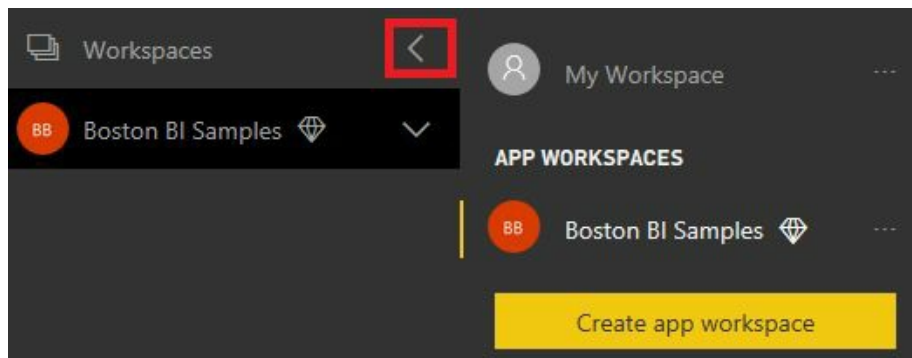 Workspaces
BB Boston BI Samples
My Workspace
APP WORKSPACES
BB Boston BI Samples
Create app workspace